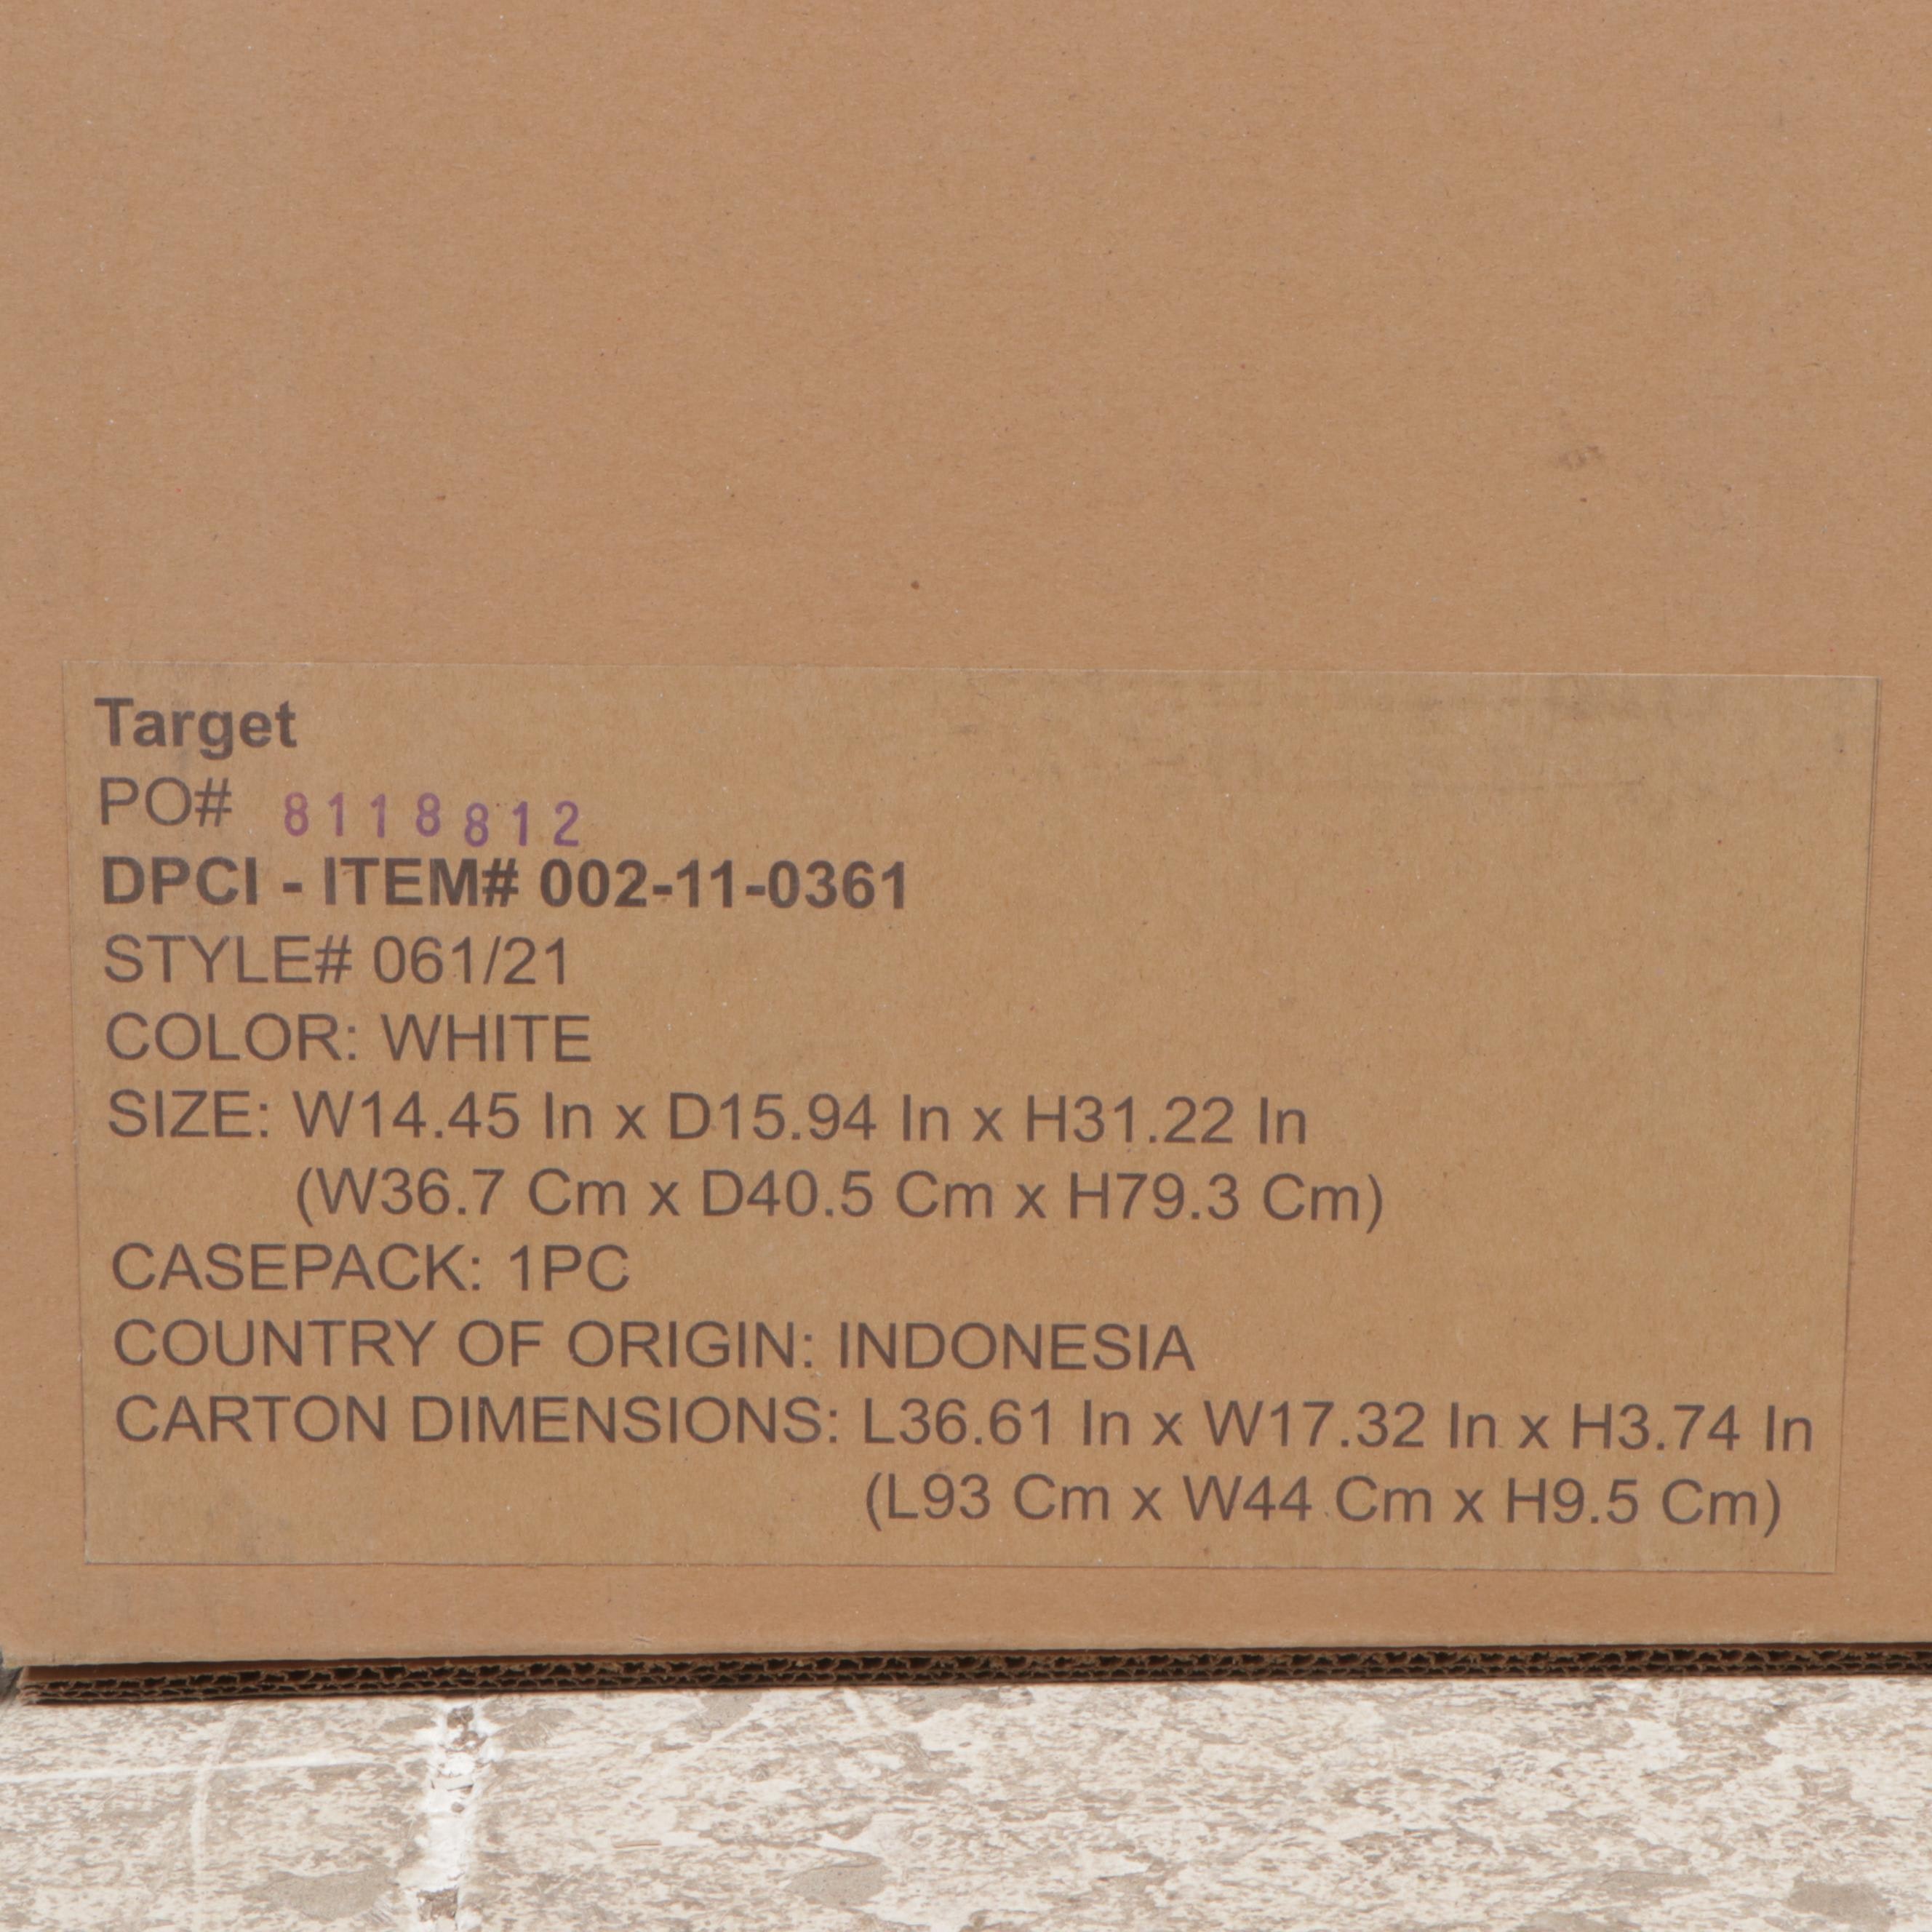 Target
PO# 8118812
DPCI - ITEM# 002-11-0361
STYLE# 061/21
COLOR: WHITE
SIZE: W14.45 In x D15.94 In x H31.22 In
(W36.7 Cm x D40.5 Cm x H79.3 Cm)
CASEPACK: 1PC
COUNTRY OF ORIGIN: INDONESIA
CARTON DIMENSIONS: L36.61 In x W17.32 In x H3.74 In
(L93 Cm x W44 Cm x H9.5 Cm)